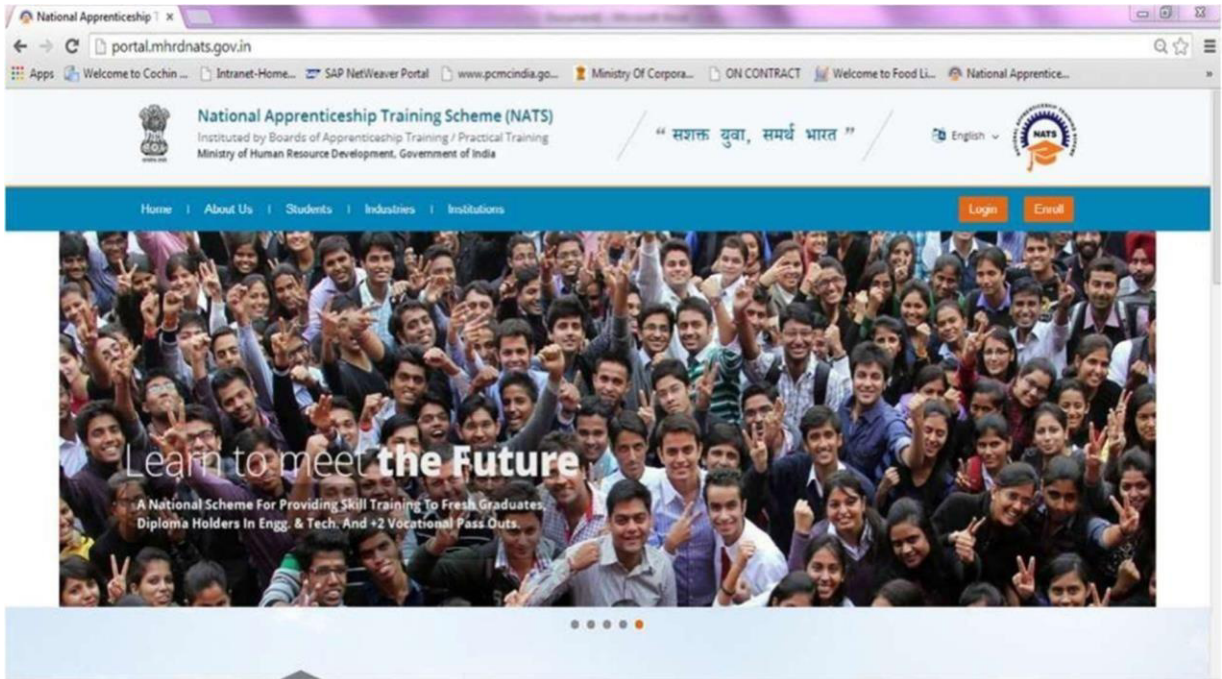 National Apprenticeship T
portal.mhrdnats.gov.in
Apps Welcome to Cochin ... Intranet-Home... SAP NetWeaver Portal www.pcmcindia.go... Ministry Of Corpora... ON CONTRACT Welcome to Food Li... National Apprentice... »
National Apprenticeship Training Scheme (NATS)
Instituted by Boards of Apprenticeship Training / Practical Training
Ministry of Human Resource Development, Government of India
“ सशक्त युवा, समर्थ भारत ”
English
NATS
Home | About Us | Students | Industries | Institutions
Login Enroll
Learn to meet the Future
A National Scheme For Providing Skill Training To Fresh Graduates,
Diploma Holders In Engg. & Tech. And +2 Vocational Pass Outs.